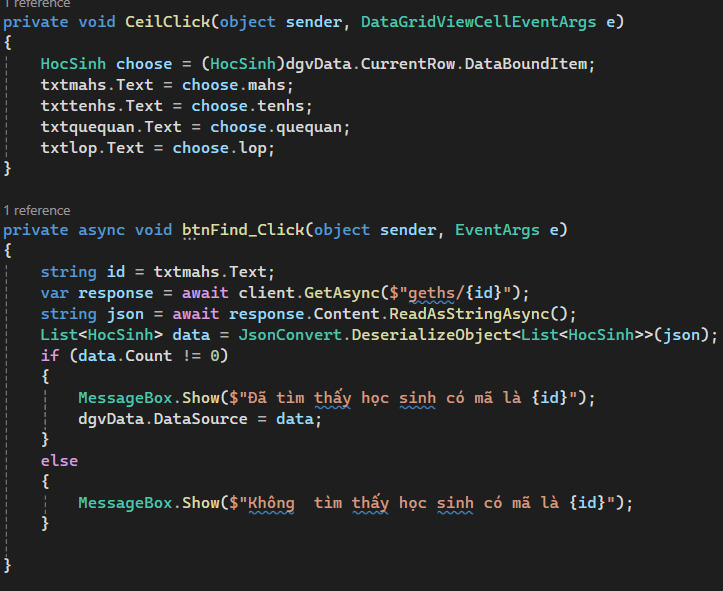 1 reference
private void CeilClick(object sender, DataGridViewCellEventArgs e)
{
HocSinh choose = (HocSinh)dgvData.CurrentRow.DataBoundItem;
txtmahs.Text = choose.mahs;
txttenhs.Text = choose.tenhs;
txtquequan.Text = choose.quequan;
txtlop.Text = choose.lop;
}
1 reference
private async void btnFind_Click(object sender, EventArgs e)
{
string id = txtmahs.Text;
var response = await client.GetAsync($"geths/{id}");
string json = await response.Content.ReadAsStringAsync();
List<HocSinh> data = JsonConvert.DeserializeObject<List<HocSinh>>(json);
if (data.Count != 0)
{
MessageBox.Show($"Đã tìm thấy học sinh có mã là {id}");
dgvData.DataSource = data;
}
else
{
MessageBox.Show($"Không  tìm thấy học sinh có mã là {id}");
}
}